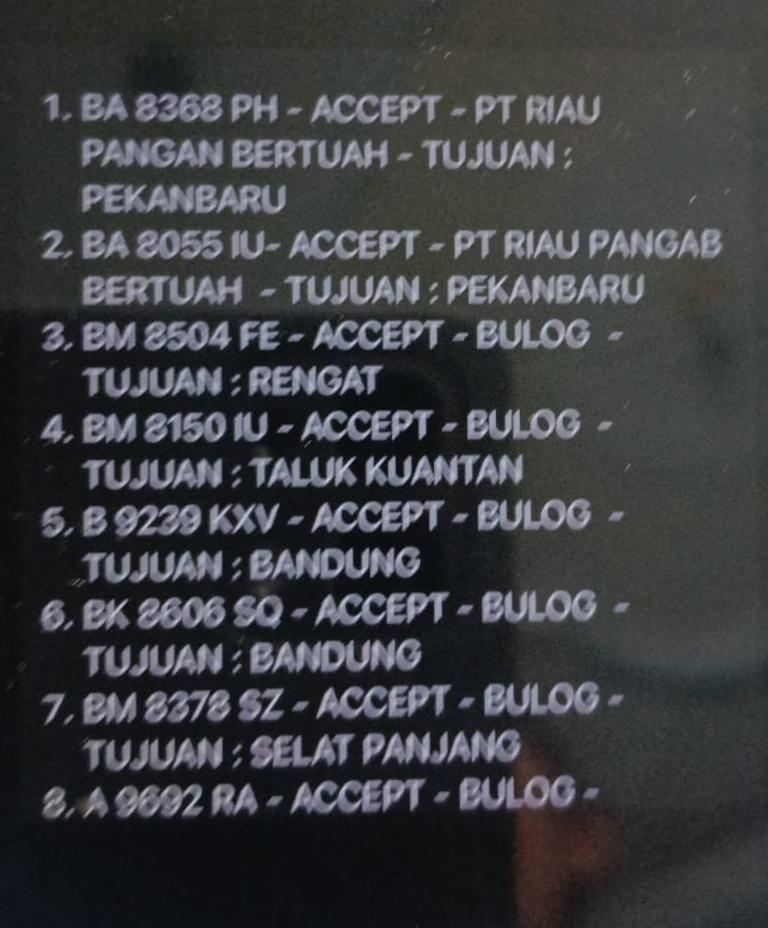 1. BA 8368 PH - ACCEPT - PT RIAU
PANGAN BERTUAH - TUJUAN :
PEKANBARU
2. BA 8055 IU- ACCEPT - PT RIAU PANGAB
BERTUAH - TUJUAN : PEKANBARU
3. BM 8504 FE - ACCEPT - BULOG -
TUJUAN : RENGAT
4. BM 8150 IU - ACCEPT - BULOG -
TUJUAN : TALUK KUANTAN
5. B 9239 KXV - ACCEPT - BULOG -
TUJUAN : BANDUNG
6. BK 8606 SQ - ACCEPT - BULOG -
TUJUAN : BANDUNG
7. BM 8378 SZ - ACCEPT - BULOG -
TUJUAN : SELAT PANJANG
8. A 9692 RA - ACCEPT - BULOG -